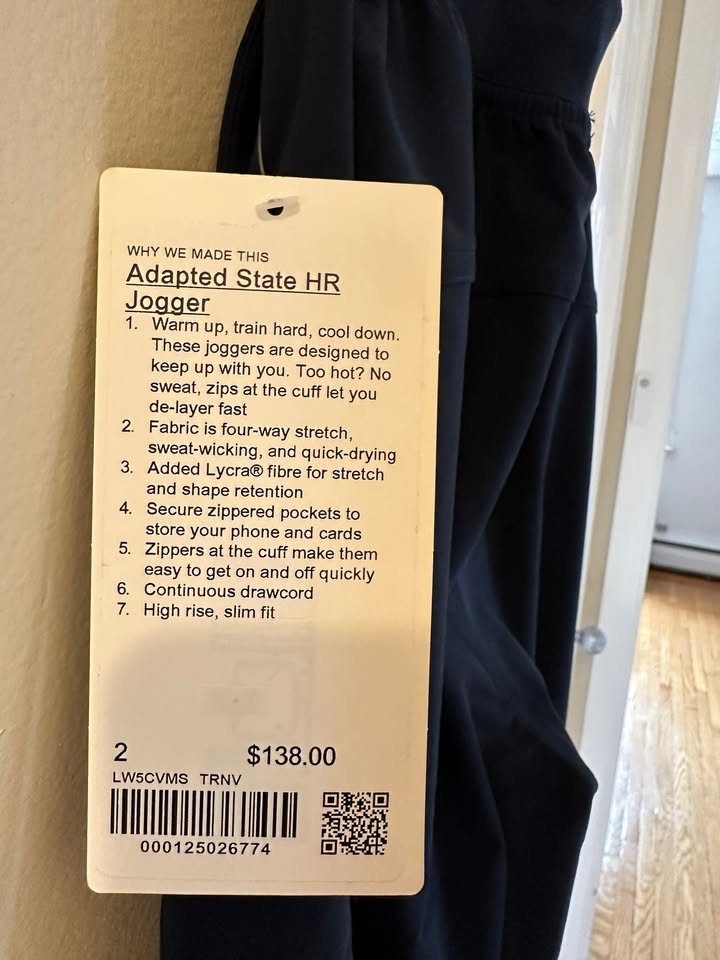 WHY WE MADE THIS
Adapted State HR
Jogger
1. Warm up, train hard, cool down.
These joggers are designed to
keep up with you. Too hot? No
sweat, zips at the cuff let you
de-layer fast
2. Fabric is four-way stretch,
sweat-wicking, and quick-drying
3. Added Lycra® fibre for stretch
and shape retention
4. Secure zippered pockets to
store your phone and cards
5. Zippers at the cuff make them
easy to get on and off quickly
6. Continuous drawcord
7. High rise, slim fit
2 $138.00
LW5CVMS TRNV
000125026774